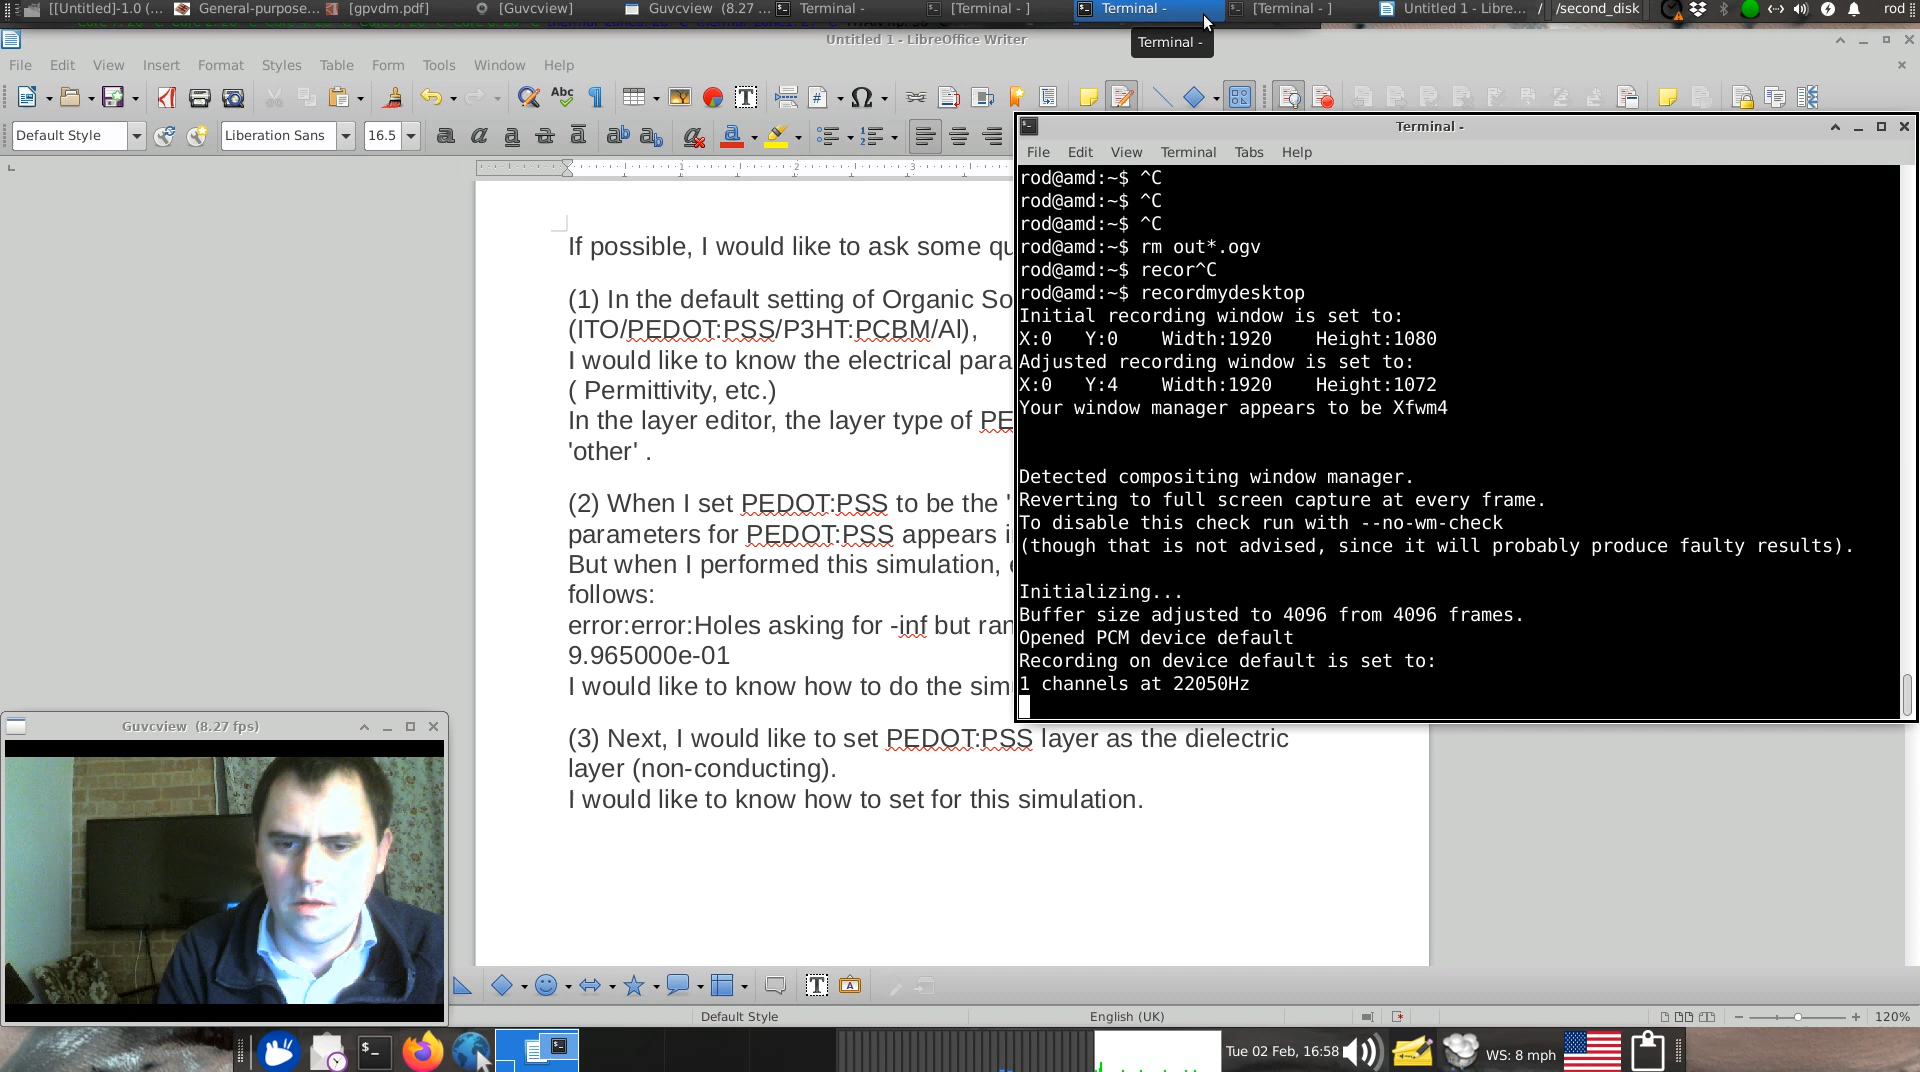 [[Untitled]-1.0 (... General-purpose... [gpvdm.pdf] [Guvcview] Guvcview (8.27 ... Terminal - [Terminal - ] Terminal - [Terminal - ] Untitled 1 - Libre... / /second_disk rod
Terminal -
Untitled 1 - LibreOffice Writer
File Edit View Insert Format Styles Table Form Tools Window Help
Default Style Liberation Sans 16.5
If possible, I would like to ask some qu
(1) In the default setting of Organic So
(ITO/PEDOT:PSS/P3HT:PCBM/Al),
I would like to know the electrical para
( Permittivity, etc.)
In the layer editor, the layer type of PE
'other' .
(2) When I set PEDOT:PSS to be the '
parameters for PEDOT:PSS appears i
But when I performed this simulation, e
follows:
error:error:Holes asking for -inf but ran
9.965000e-01
I would like to know how to do the sim
(3) Next, I would like to set PEDOT:PSS layer as the dielectric
layer (non-conducting).
I would like to know how to set for this simulation.
Terminal -
File Edit View Terminal Tabs Help
rod@amd:~$ ^C
rod@amd:~$ ^C
rod@amd:~$ ^C
rod@amd:~$ rm out*.ogv
rod@amd:~$ recor^C
rod@amd:~$ recordmydesktop
Initial recording window is set to:
X:0 Y:0 Width:1920 Height:1080
Adjusted recording window is set to:
X:0 Y:4 Width:1920 Height:1072
Your window manager appears to be Xfwm4
Detected compositing window manager.
Reverting to full screen capture at every frame.
To disable this check run with --no-wm-check
(though that is not advised, since it will probably produce faulty results).
Initializing...
Buffer size adjusted to 4096 from 4096 frames.
Opened PCM device default
Recording on device default is set to:
1 channels at 22050Hz
Guvcview (8.27 fps)
Default Style English (UK) 120%
Tue 02 Feb, 16:58 WS: 8 mph